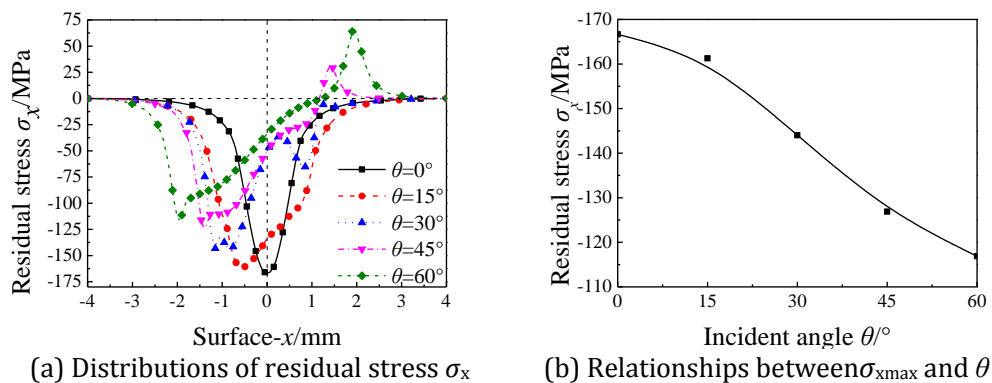 75
50
25
0
-25
-50
-75
-100
-125
-150
-175
-4 -3 -2 -1 0 1 2 3 4
Residual stress σx/MPa
Surface-x/mm
θ=0°
θ=15°
θ=30°
θ=45°
θ=60°
(a) Distributions of residual stress σx
-170
-160
-150
-140
-130
-120
-110
0 15 30 45 60
Residual stress σx/MPa
Incident angle θ/°
(b) Relationships betweenσxmax and θ